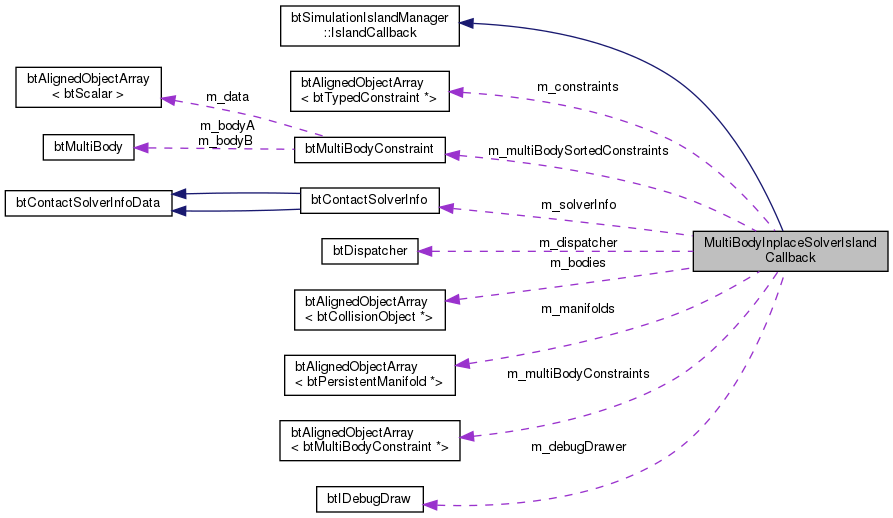 btSimulationIslandManager
::IslandCallback
btAlignedObjectArray
< btScalar >
btAlignedObjectArray
< btTypedConstraint *>
m_constraints
m_data
m_bodyA
m_bodyB
btMultiBody
btMultiBodyConstraint
m_multiBodySortedConstraints
btContactSolverInfoData
btContactSolverInfo
m_solverInfo
MultiBodyInplaceSolverIsland
Callback
btDispatcher
m_dispatcher
m_bodies
btAlignedObjectArray
< btCollisionObject *>
m_manifolds
btAlignedObjectArray
< btPersistentManifold *>
m_multiBodyConstraints
btAlignedObjectArray
< btMultiBodyConstraint *>
m_debugDrawer
btIDebugDraw